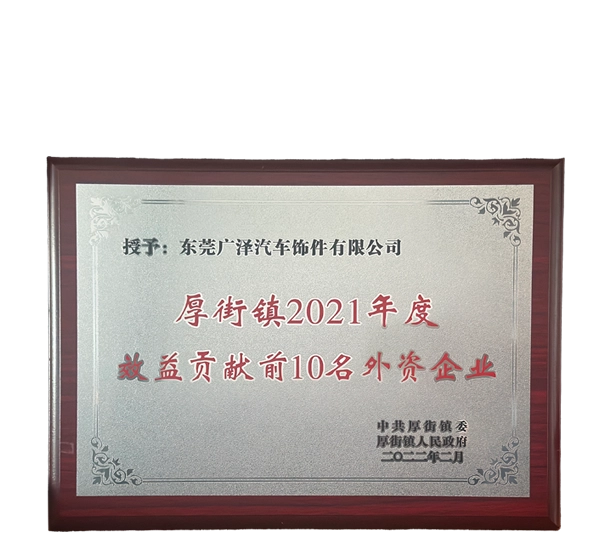 授予：东莞广泽汽车饰件有限公司
厚街镇2021年度
效益贡献前10名外资企业
中共厚街镇委
厚街镇人民政府
二〇二二年二月